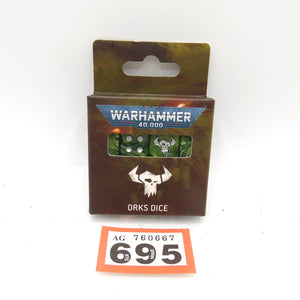 WARHAMMER
40,000
ORKS DICE
AG 760667
695